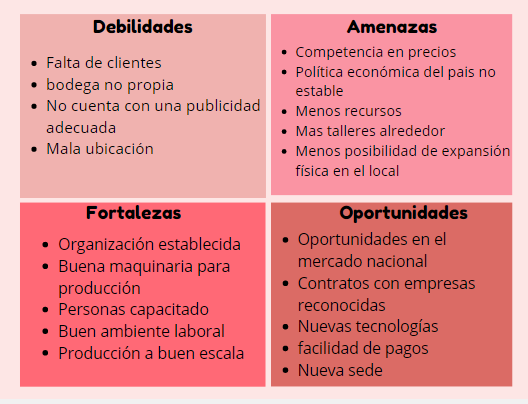 Debilidades
Falta de clientes
bodega no propia
No cuenta con una publicidad
adecuada
Mala ubicación
Amenazas
Competencia en precios
Política económica del pais no
estable
Menos recursos
Mas talleres alrededor
Menos posibilidad de expansión
física en el local
Fortalezas
Organización establecida
Buena maquinaria para
producción
Personas capacitado
Buen ambiente laboral
Producción a buen escala
Oportunidades
Oportunidades en el
mercado nacional
Contratos con empresas
reconocidas
Nuevas tecnologías
facilidad de pagos
Nueva sede